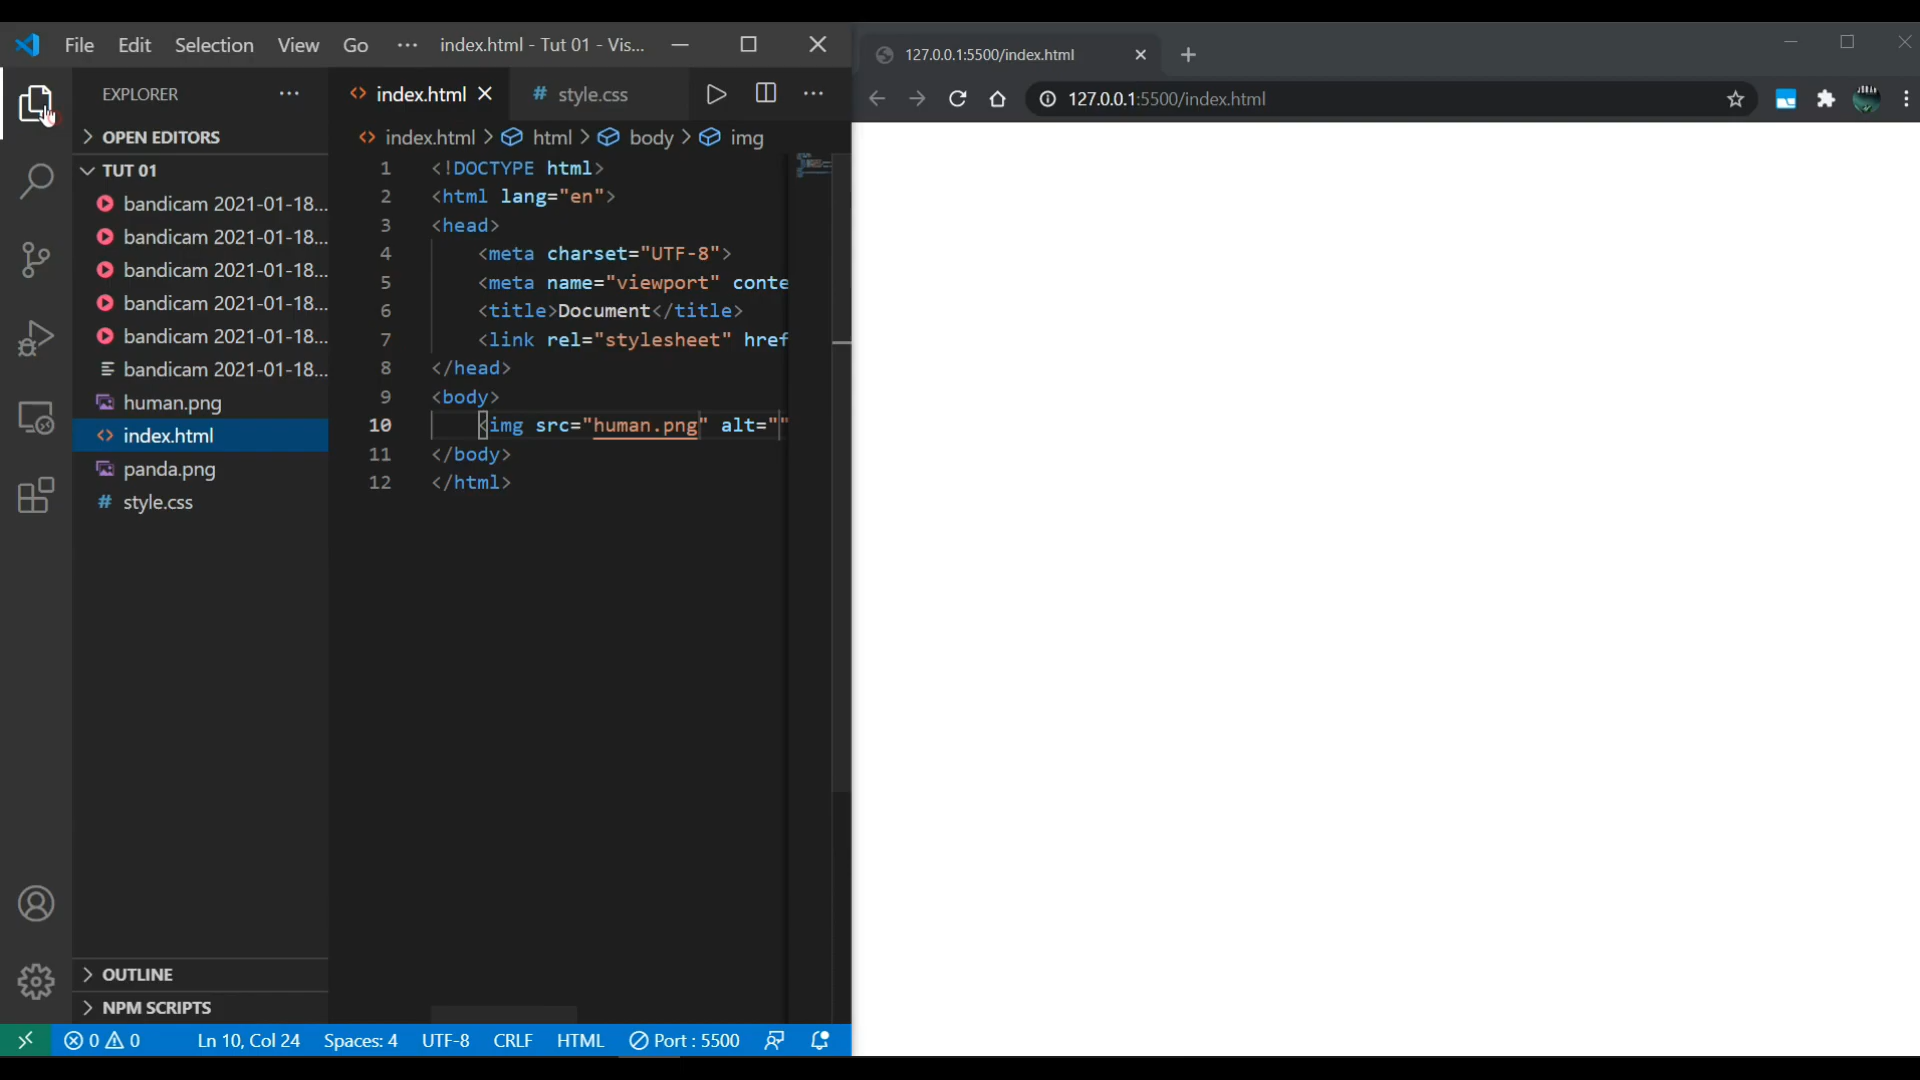 File Edit Selection View Go ··· index.html - Tut 01 - Vis...
127.0.0.1:5500/index.html
127.0.0.1:5500/index.html
EXPLORER ···
OPEN EDITORS
TUT 01
bandicam 2021-01-18...
bandicam 2021-01-18...
bandicam 2021-01-18...
bandicam 2021-01-18...
bandicam 2021-01-18...
bandicam 2021-01-18...
human.png
index.html
panda.png
style.css
OUTLINE
NPM SCRIPTS
index.html # style.css ···
index.html > html > body > img
1 <!DOCTYPE html>
2 <html lang="en">
3 <head>
4 <meta charset="UTF-8">
5 <meta name="viewport" conte
6 <title>Document</title>
7 <link rel="stylesheet" href
8 </head>
9 <body>
10 <img src="human.png" alt=""
11 </body>
12 </html>
0 0 Ln 10, Col 24 Spaces: 4 UTF-8 CRLF HTML Port : 5500